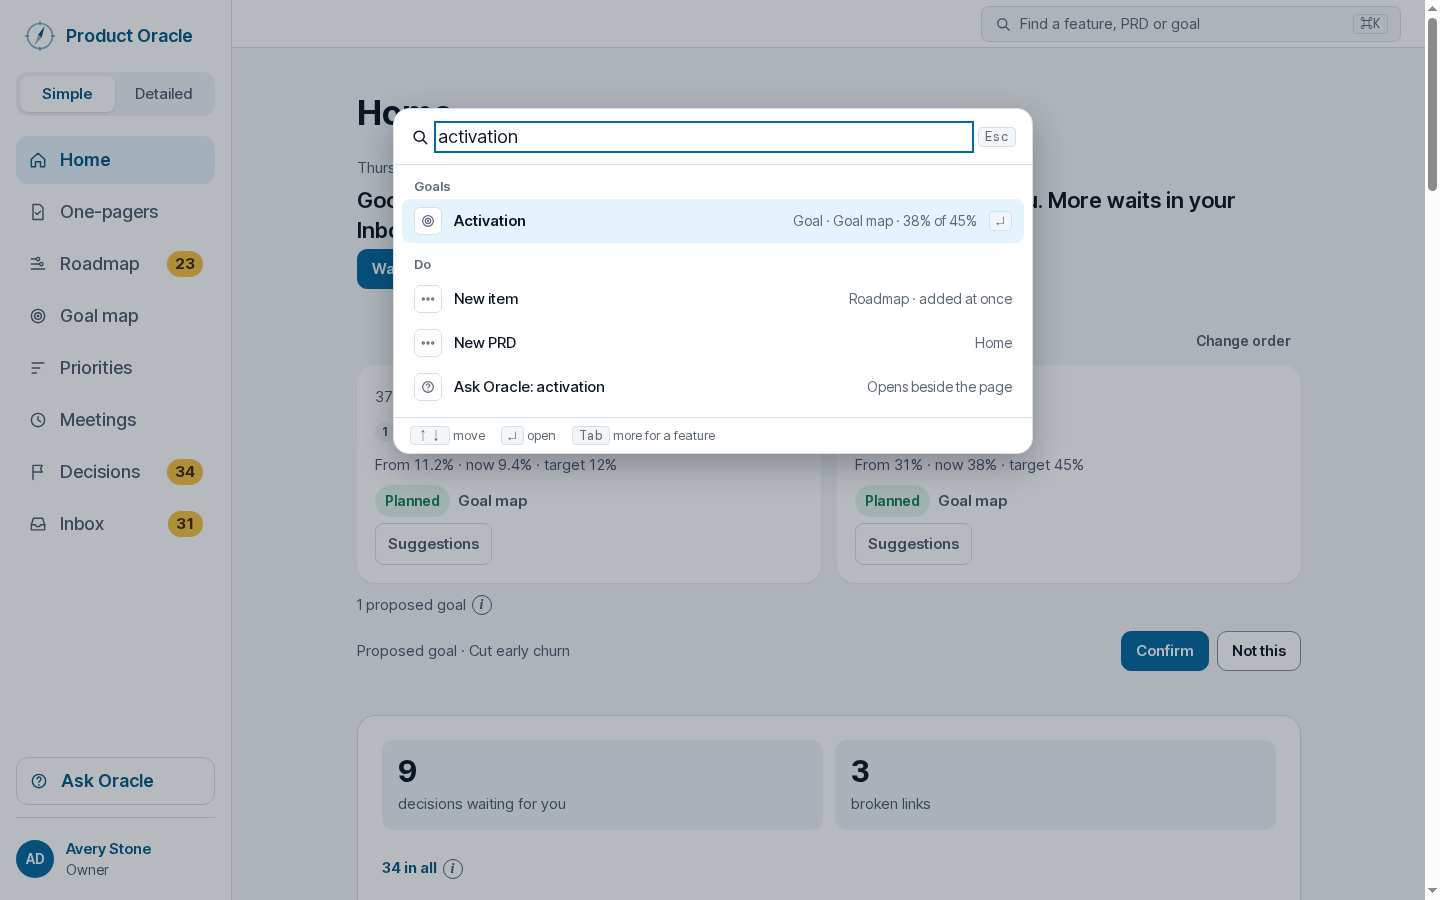 Product Oracle
Find a feature, PRD or goal
⌘K
Simple
Detailed
Home
One-pagers
Roadmap 23
Goal map
Priorities
Meetings
Decisions 34
Inbox 31
Ask Oracle
AD
Avery Stone
Owner
activation
Esc
Goals
Activation
Goal · Goal map · 38% of 45%
Do
New item
Roadmap · added at once
New PRD
Home
Ask Oracle: activation
Opens beside the page
↑ ↓ move ↵ open Tab more for a feature
. More waits in your
Change order
37
1
From 11.2% · now 9.4% · target 12%
Planned Goal map
Suggestions
From 31% · now 38% · target 45%
Planned Goal map
Suggestions
1 proposed goal i
Proposed goal · Cut early churn
Confirm
Not this
9
decisions waiting for you
3
broken links
34 in all i